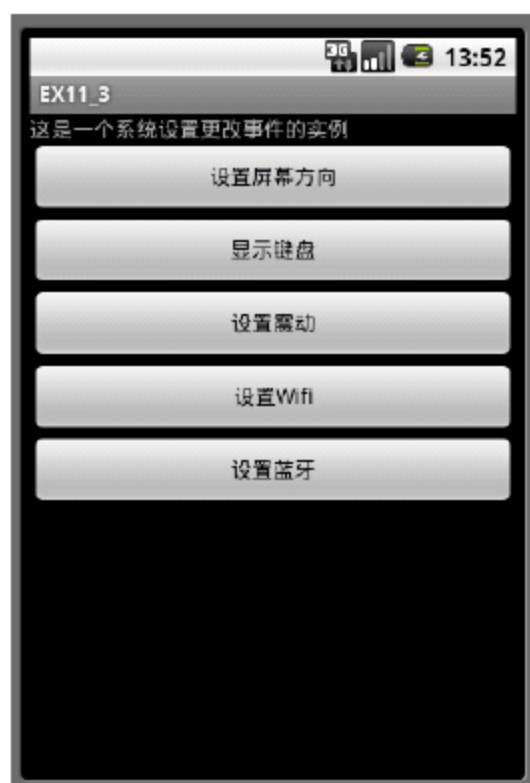 3G 13:52
EX11_3
这是一个系统设置更改事件的实例
设置屏幕方向
显示键盘
设置震动
设置Wifi
设置蓝牙